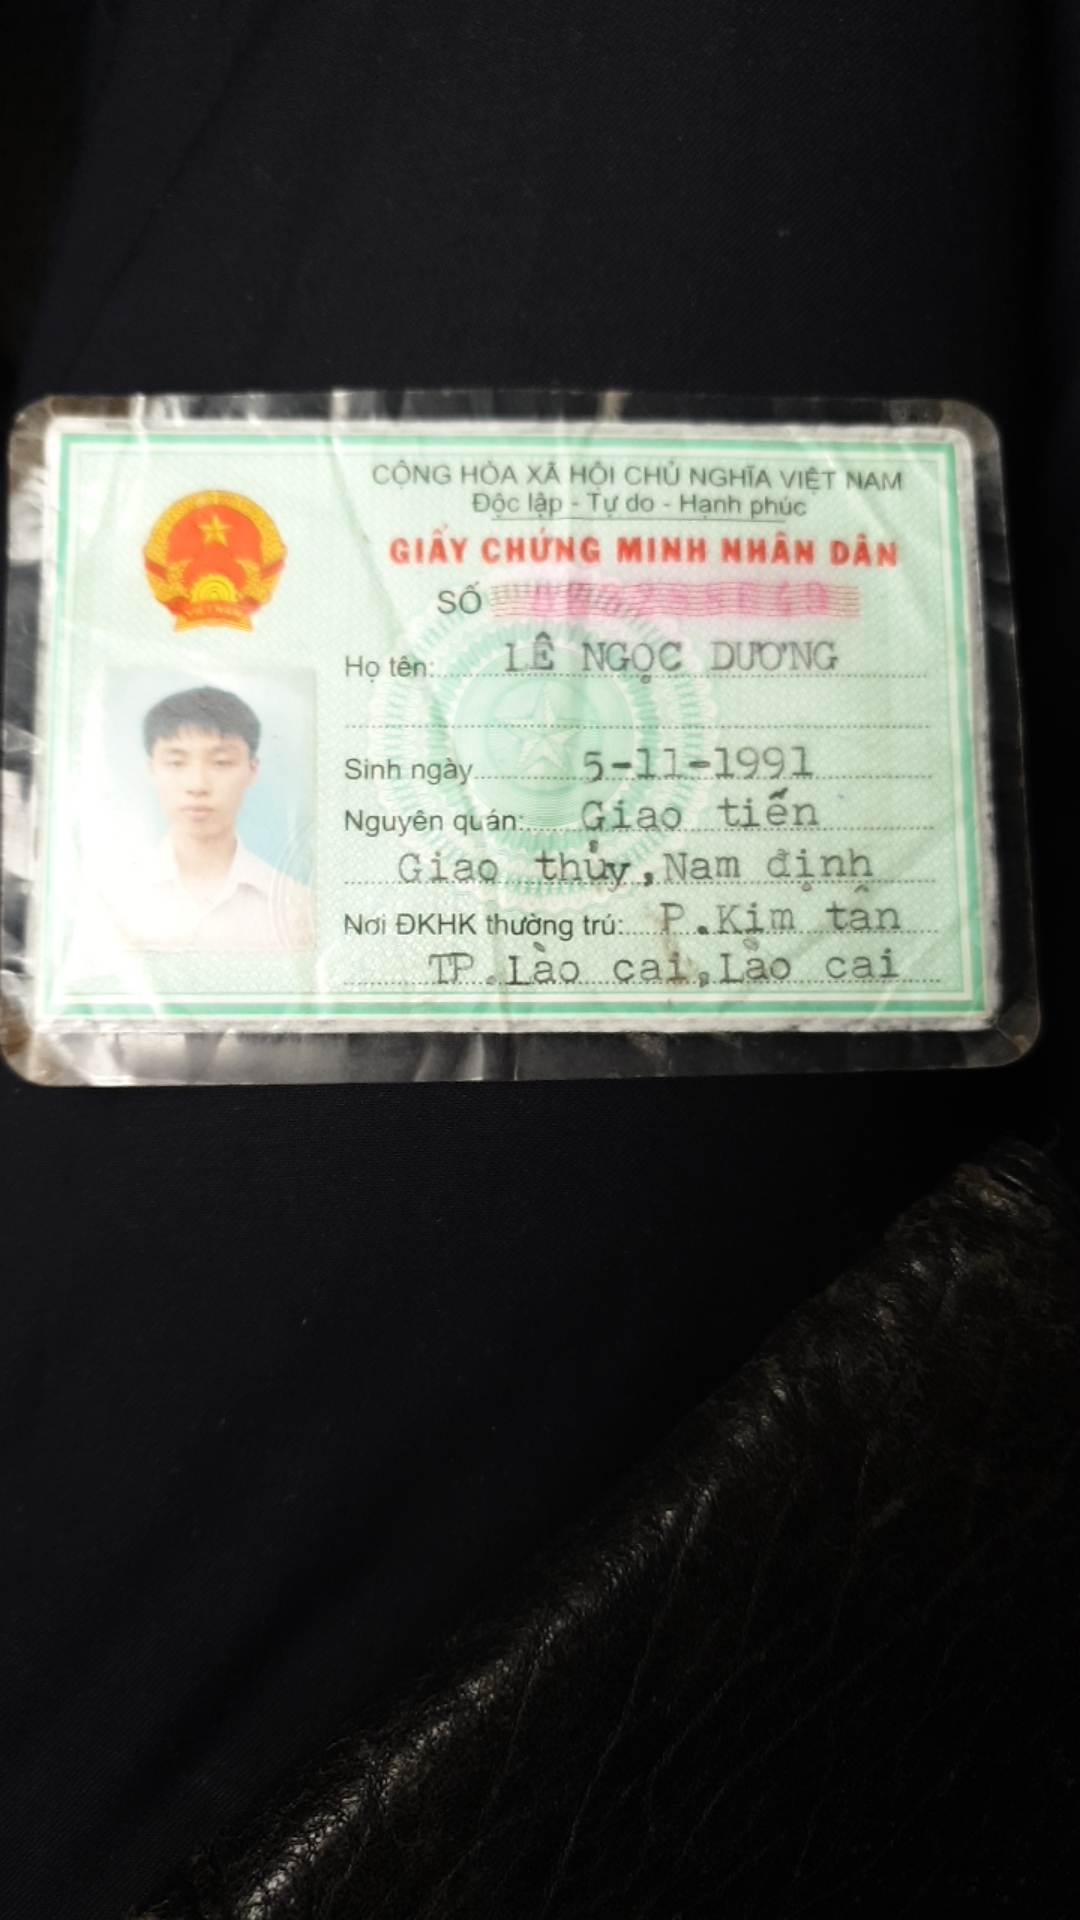 CỘNG HÒA XÃ HỘI CHỦ NGHĨA VIỆT NAM
Độc lập - Tự do - Hạnh phúc
GIẤY CHỨNG MINH NHÂN DÂN
SỐ
VIỆT NAM
Họ tên: LÊ NGỌC DƯƠNG
Sinh ngày 5-11-1991
Nguyên quán: Giao tiến
Giao thủy, Nam định
Nơi ĐKHK thường trú: P. Kim tân
TP. Lào cai, Lào cai